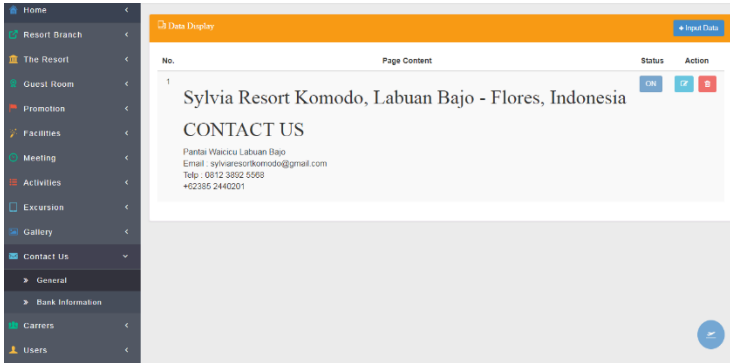 Home
Resort Branch
The Resort
Guest Room
Promotion
Facilities
Meeting
Activities
Excursion
Gallery
Contact Us
General
Bank Information
Carrers
Users
Data Display
+ Input Data
No. Page Content Status Action
1
Sylvia Resort Komodo, Labuan Bajo - Flores, Indonesia
ON
CONTACT US
Pantai Waicicu Labuan Bajo
Email : sylviaresortkomodo@gmail.com
Telp : 0812 3892 5568
+62385 2440201